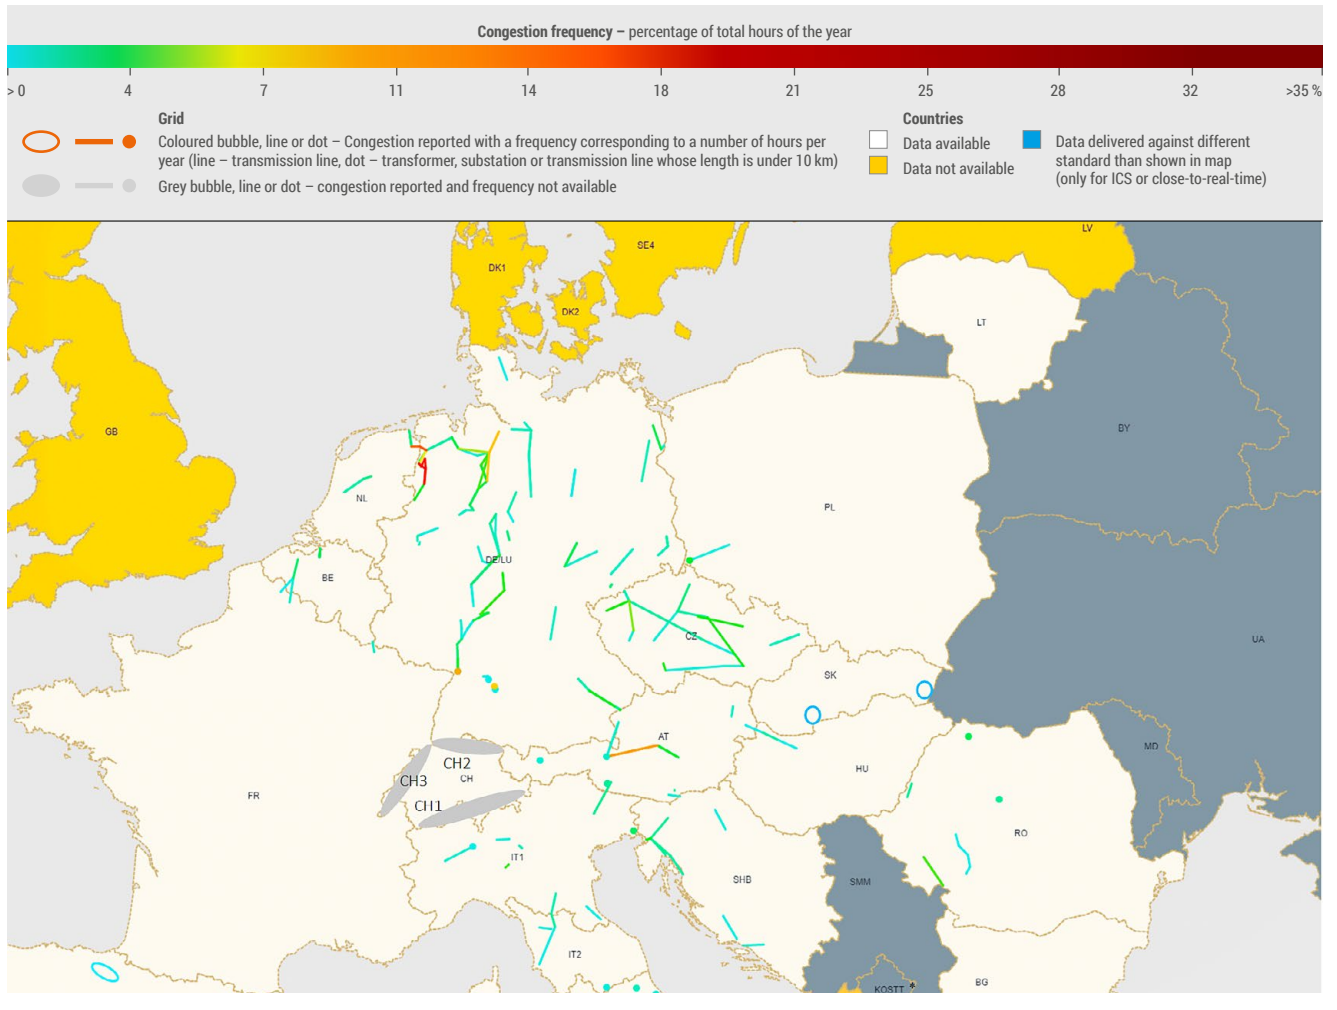 Congestion frequency – percentage of total hours of the year
> 0 4 7 11 14 18 21 25 28 32 >35 %
Grid
Coloured bubble, line or dot – Congestion reported with a frequency corresponding to a number of hours per
year (line – transmission line, dot – transformer, substation or transmission line whose length is under 10 km)
Grey bubble, line or dot – congestion reported and frequency not available
Countries
Data available
Data not available
Data delivered against different
standard than shown in map
(only for ICS or close-to-real-time)
LV
SE4
DK1
DK2
LT
GB
BY
NL
PL
DE/LU
BE
CZ
UA
SK
AT
MD
CH2
HU
CH3
CH
FR
CH1
RO
IT1
SHB
SMM
IT2
BG
KOSTT *